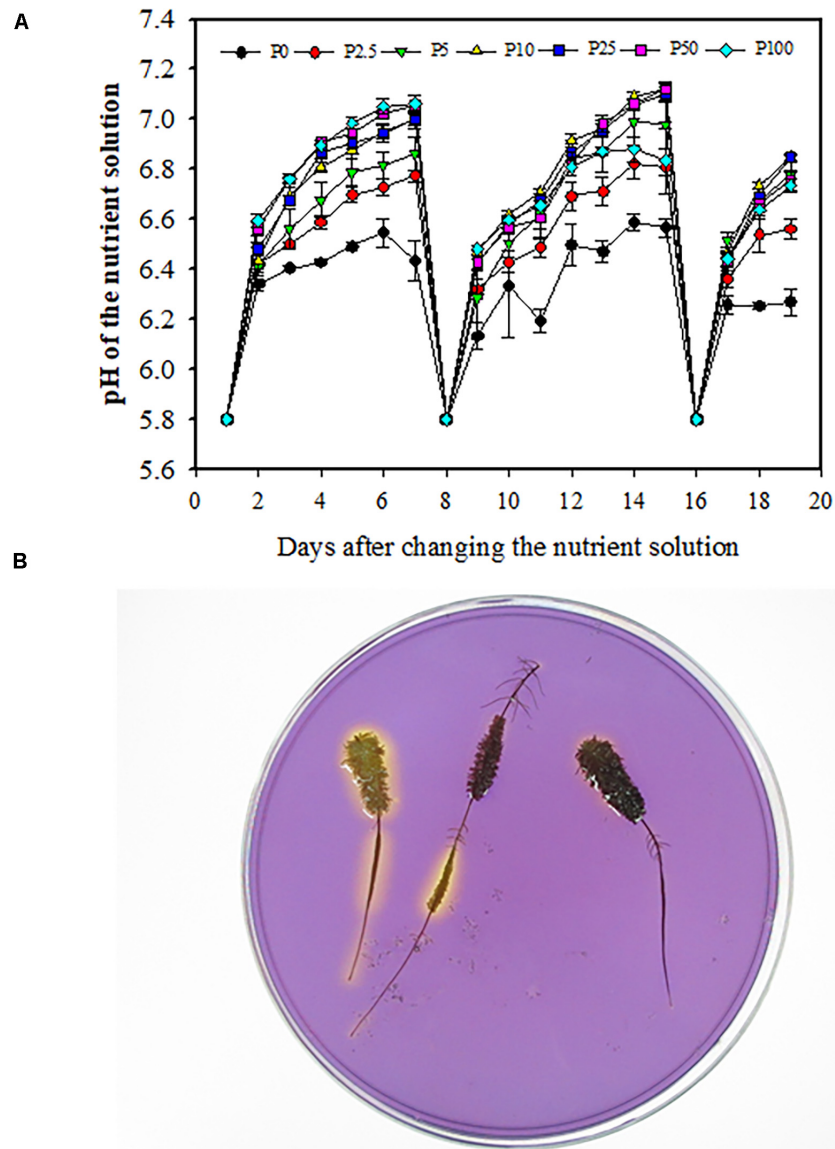 A
7.4
7.2
7.0
6.8
6.6
6.4
6.2
6.0
5.8
5.6
pH of the nutrient solution
P0 P2.5 P5 P10 P25 P50 P100
0 2 4 6 8 10 12 14 16 18 20
Days after changing the nutrient solution
B